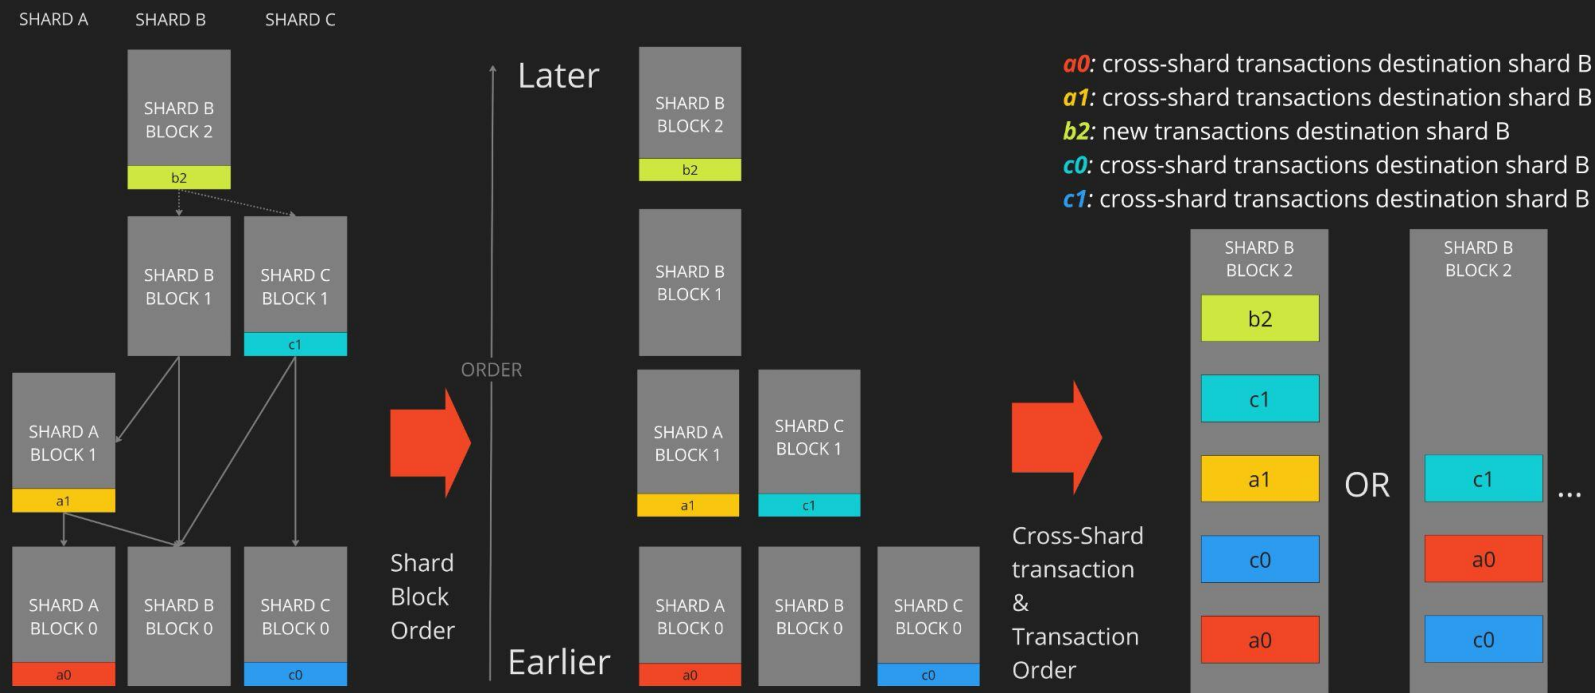 SHARD A
SHARD B
SHARD C
SHARD B
BLOCK 2
b2
SHARD B
BLOCK 1
SHARD C
BLOCK 1
c1
SHARD A
BLOCK 1
a1
SHARD A
BLOCK 0
a0
SHARD B
BLOCK 0
SHARD C
BLOCK 0
c0
Shard
Block
Order
Later
ORDER
Earlier
SHARD B
BLOCK 2
b2
SHARD B
BLOCK 1
SHARD A
BLOCK 1
a1
SHARD C
BLOCK 1
c1
SHARD A
BLOCK 0
a0
SHARD B
BLOCK 0
SHARD C
BLOCK 0
c0
Cross-Shard
transaction
&
Transaction
Order
a0: cross-shard transactions destination shard B
a1: cross-shard transactions destination shard B
b2: new transactions destination shard B
c0: cross-shard transactions destination shard B
c1: cross-shard transactions destination shard B
SHARD B
BLOCK 2
b2
c1
a1
c0
a0
OR
SHARD B
BLOCK 2
c1
a0
c0
...